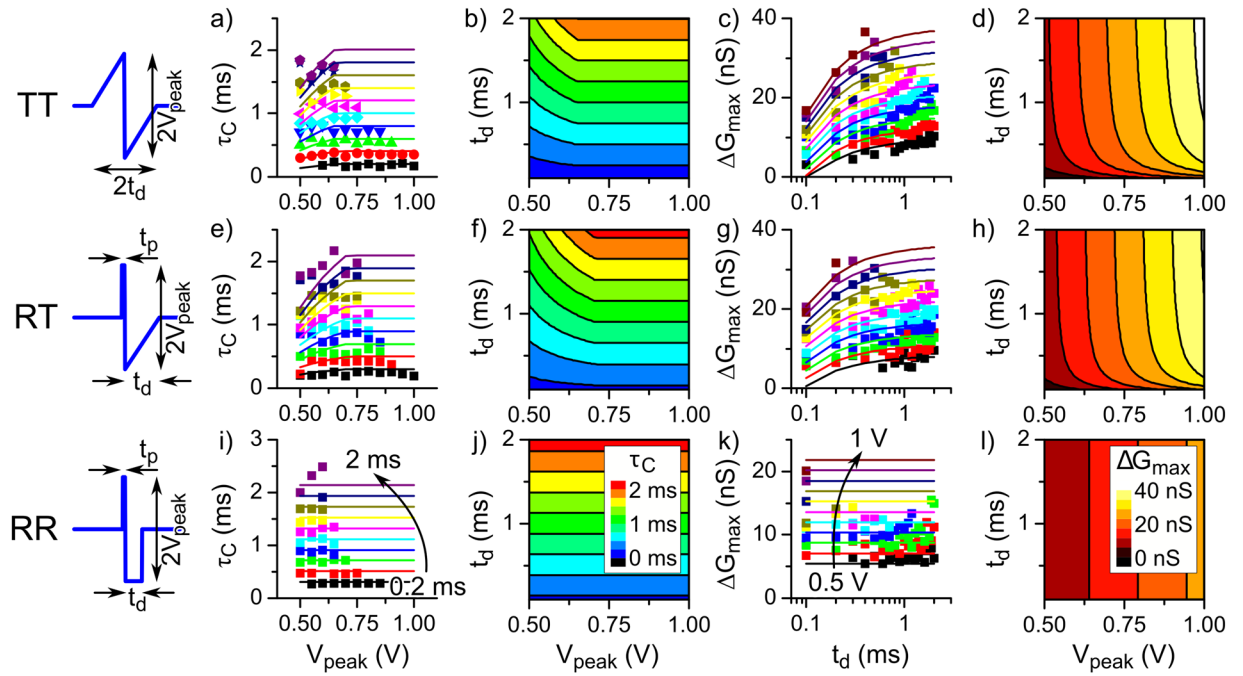 TT
2V_peak
2t_d
a)
τ_C (ms)
2
1
0
0.50
0.75
1.00
b)
t_d (ms)
2
1
0
0.50
0.75
1.00
c)
ΔG_max (nS)
40
20
0
0.1
1
d)
t_d (ms)
2
1
0.50
0.75
1.00
RT
t_p
2V_peak
t_d
e)
τ_C (ms)
2
1
0
0.50
0.75
1.00
f)
t_d (ms)
2
1
0
0.50
0.75
1.00
g)
ΔG_max (nS)
40
20
0
0.1
1
h)
t_d (ms)
2
1
0.50
0.75
1.00
RR
t_p
2V_peak
t_d
i)
τ_C (ms)
3
2
1
0
2 ms
0.2 ms
0.50
0.75
1.00
V_peak (V)
j)
t_d (ms)
2
1
0
τ_C
2 ms
1 ms
0 ms
0.50
0.75
1.00
V_peak (V)
k)
ΔG_max (nS)
20
15
10
5
0
1 V
0.5 V
0.1
1
t_d (ms)
l)
t_d (ms)
2
1
ΔG_max
40 nS
20 nS
0 nS
0.50
0.75
1.00
V_peak (V)